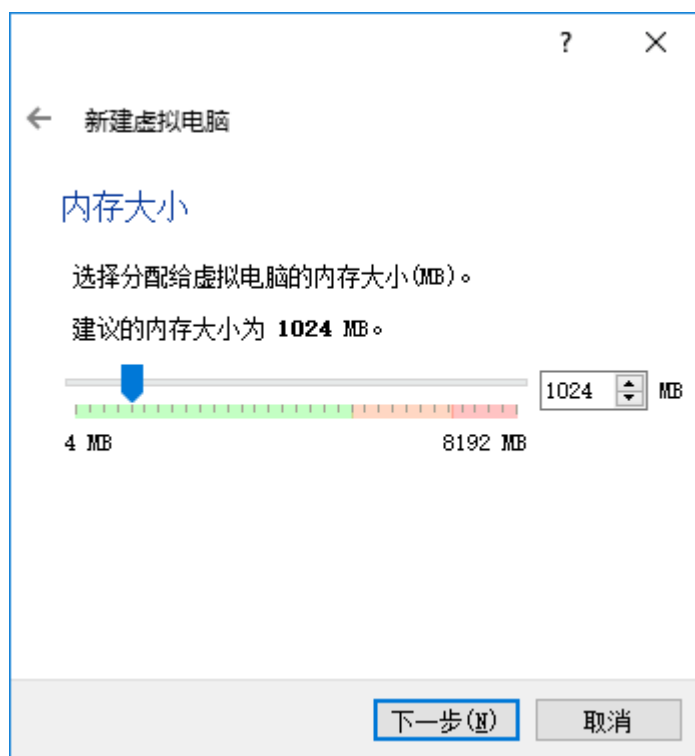 ?
新建虚拟电脑
内存大小
选择分配给虚拟电脑的内存大小(MB)。
建议的内存大小为 1024 MB。
1024 MB
4 MB 8192 MB
下一步(N) 取消